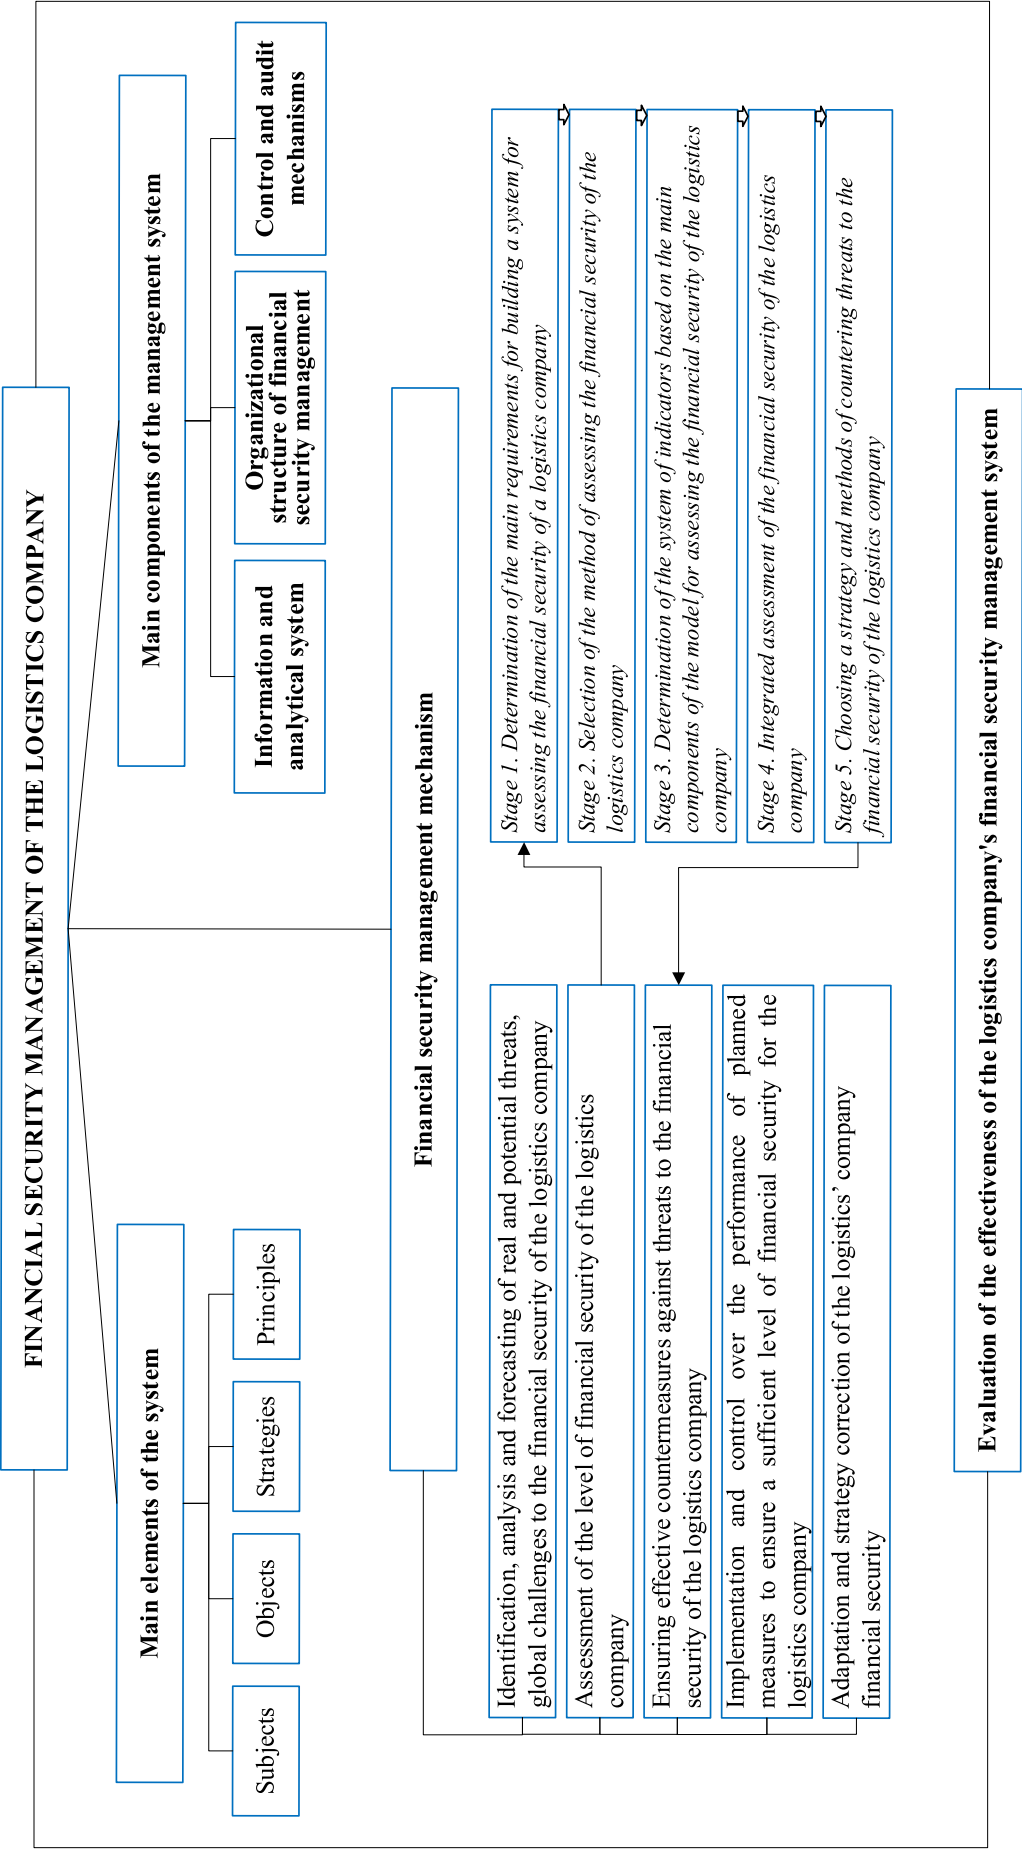 FINANCIAL SECURITY MANAGEMENT OF THE LOGISTICS COMPANY
Main elements of the system
Subjects
Objects
Strategies
Principles
Main components of the management system
Information and
analytical system
Organizational
structure of financial
security management
Control and audit
mechanisms
Financial security management mechanism
Identification, analysis and forecasting of real and potential threats,
global challenges to the financial security of the logistics company
Assessment of the level of financial security of the logistics
company
Ensuring effective countermeasures against threats to the financial
security of the logistics company
Implementation and control over the performance of planned
measures to ensure a sufficient level of financial security for the
logistics company
Adaptation and strategy correction of the logistics’ company
financial security
Stage 1. Determination of the main requirements for building a system for
assessing the financial security of a logistics company
Stage 2. Selection of the method of assessing the financial security of the
logistics company
Stage 3. Determination of the system of indicators based on the main
components of the model for assessing the financial security of the logistics
company
Stage 4. Integrated assessment of the financial security of the logistics
company
Stage 5. Choosing a strategy and methods of countering threats to the
financial security of the logistics company
Evaluation of the effectiveness of the logistics company's financial security management system